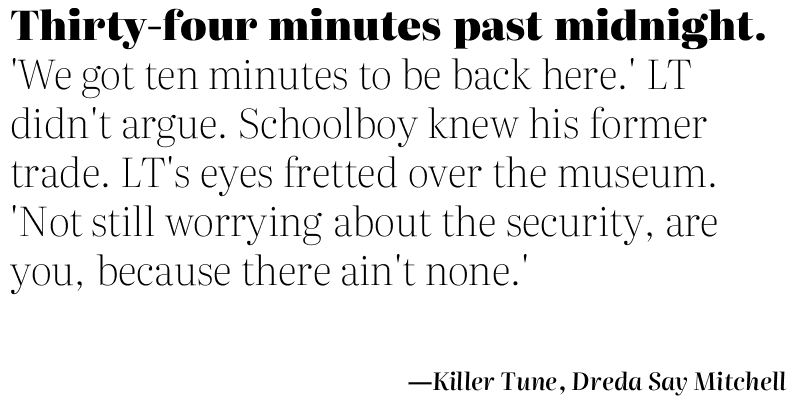 Thirty-four minutes past midnight.
'We got ten minutes to be back here.' LT
didn't argue. Schoolboy knew his former
trade. LT's eyes fretted over the museum.
'Not still worrying about the security, are
you, because there ain't none.'
—Killer Tune, Dreda Say Mitchell